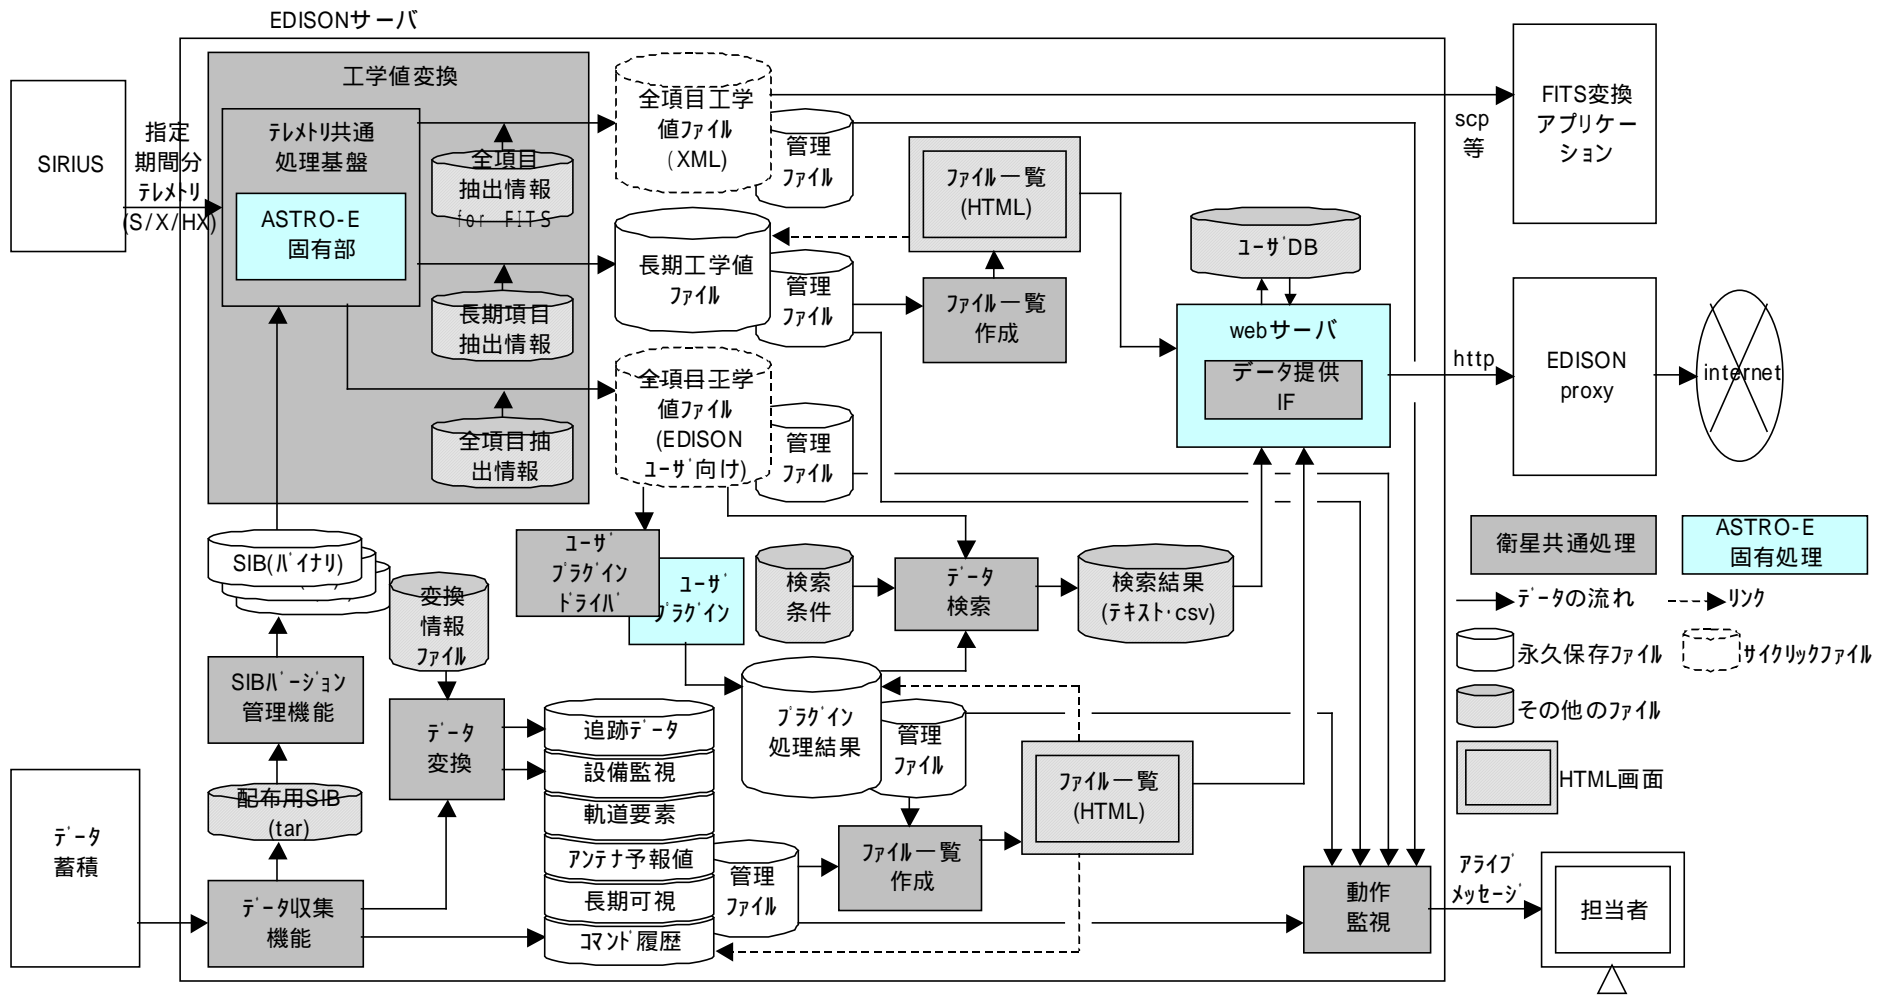 EDISONサーバ
SIRIUS
指定
期間分
ﾃﾚﾒﾄﾘ
(S/X/HX)
工学値変換
ﾃﾚﾒﾄﾘ共通
処理基盤
ASTRO-E
固有部
全項目
抽出情報
for FITS
長期項目
抽出情報
全項目抽
出情報
全項目工学
値ファイル
(XML)
管理
ファイル
長期工学値
ファイル
管理
ファイル
全項目工学
値ファイル
(EDISON
ﾕｰｻﾞ向け)
管理
ファイル
ファイル一覧
(HTML)
ファイル一覧
作成
ﾕｰｻﾞDB
webサーバ
データ提供
IF
scp
等
FITS変換
アプリケー
ション
http
EDISON
proxy
internet
SIB(ﾊﾞｲﾅﾘ)
変換
情報
ファイル
ﾕｰｻﾞ
ﾌﾟﾗｸﾞｲﾝ
ﾄﾞﾗｲﾊﾞ
ﾕｰｻﾞ
ﾌﾟﾗｸﾞｲﾝ
検索
条件
ﾃﾞｰﾀ
検索
検索結果
(ﾃｷｽﾄ･csv)
衛星共通処理
ASTRO-E
固有処理
ﾃﾞｰﾀの流れ
ﾘﾝｸ
永久保存ファイル
ｻｲｸﾘｯｸファイル
その他のファイル
HTML画面
SIBﾊﾞｰｼﾞｮﾝ
管理機能
配布用SIB
(tar)
ﾃﾞｰﾀ
蓄積
ﾃﾞｰﾀ収集
機能
ﾃﾞｰﾀ
変換
追跡ﾃﾞｰﾀ
設備監視
軌道要素
ｱﾝﾃﾅ予報値
長期可視
ｺﾏﾝﾄﾞ履歴
管理
ファイル
ﾌﾟﾗｸﾞｲﾝ
処理結果
管理
ファイル
ファイル一覧
作成
ファイル一覧
(HTML)
動作
監視
ｱﾗｲﾌﾞ
ﾒｯｾｰｼﾞ
担当者